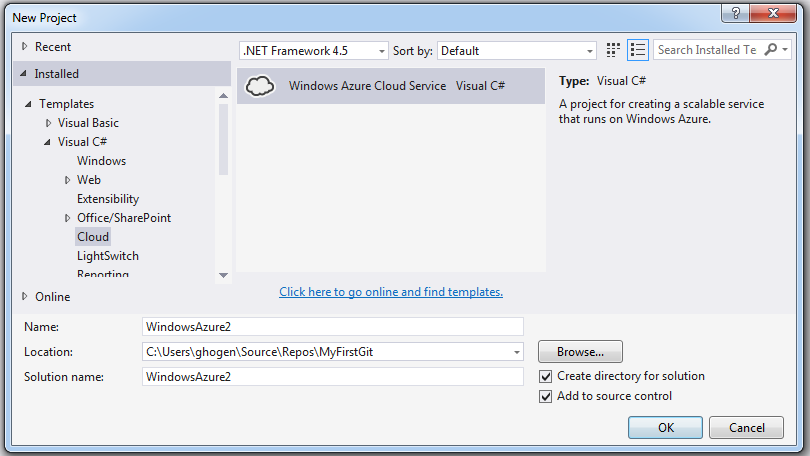 New Project
?
Recent
.NET Framework 4.5 Sort by: Default Search Installed Te
Installed
Templates
Visual Basic
Visual C#
Windows
Web
Extensibility
Office/SharePoint
Cloud
LightSwitch
Reporting
Online
Windows Azure Cloud Service Visual C#
Type: Visual C#
A project for creating a scalable service
that runs on Windows Azure.
Click here to go online and find templates.
Name: WindowsAzure2
Location: C:\Users\ghogen\Source\Repos\MyFirstGit Browse...
Solution name: WindowsAzure2
Create directory for solution
Add to source control
OK Cancel